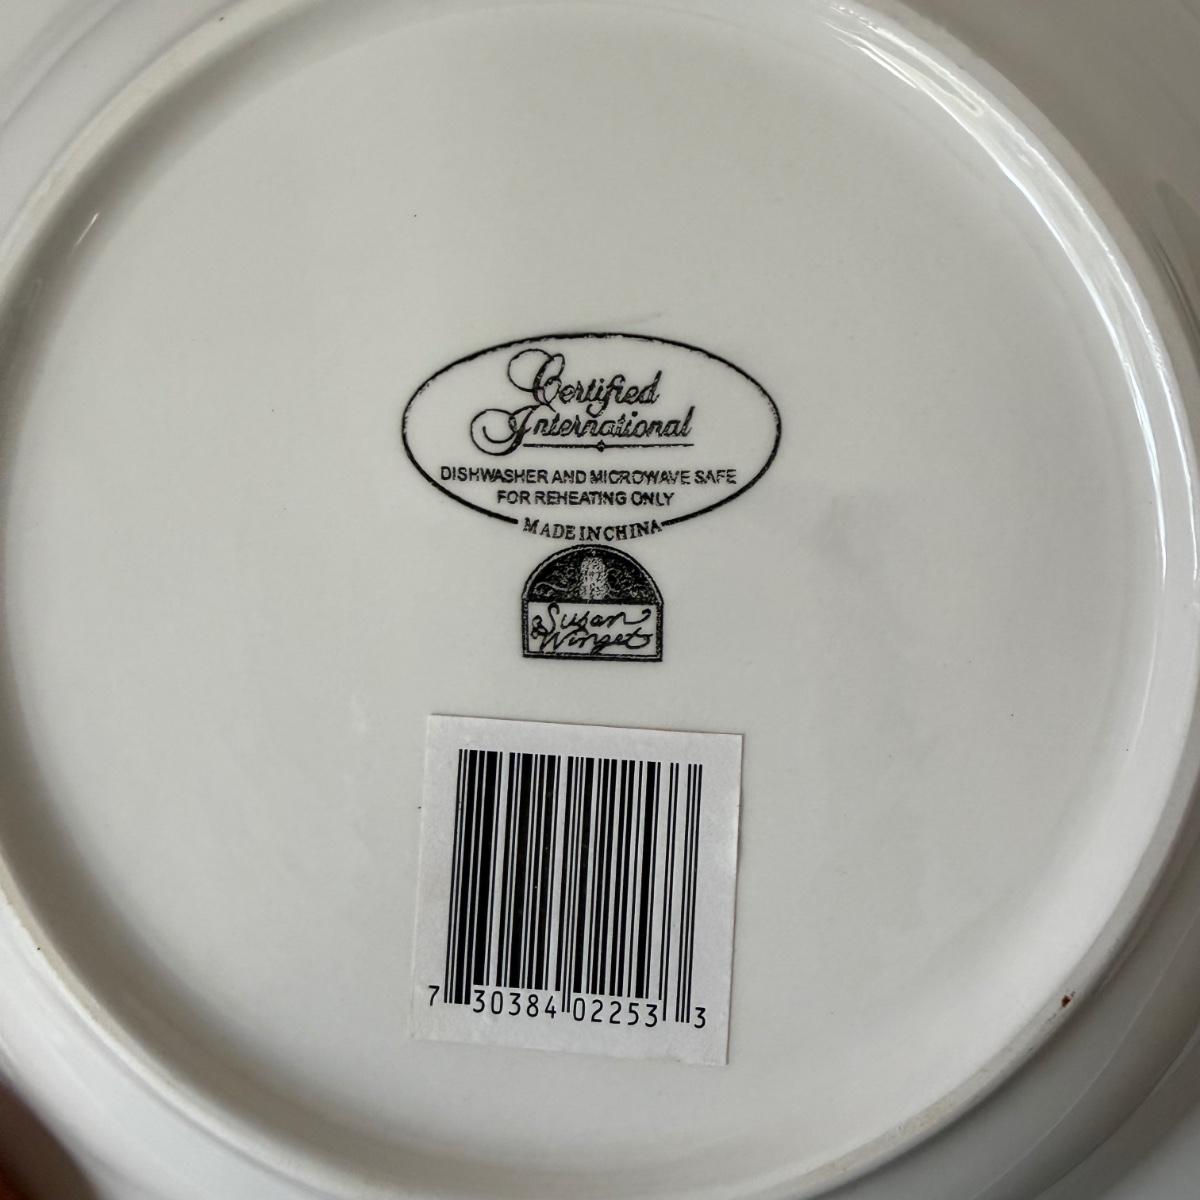 Certified
International
DISHWASHER AND MICROWAVE SAFE
FOR REHEATING ONLY
MADE IN CHINA
Susan
Winget
7 30384 02253 3